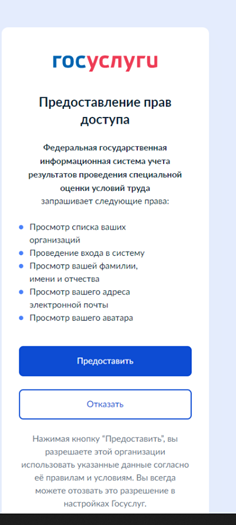 госуслуги
Предоставление прав
доступа
Федеральная государственная
информационная система учета
результатов проведения специальной
оценки условий труда
запрашивает следующие права:
Просмотр списка ваших
организаций
Проведение входа в систему
Просмотр вашей фамилии,
имени и отчества
Просмотр вашего адреса
электронной почты
Просмотр вашего аватара
Предоставить
Отказать
Нажимая кнопку "Предоставить", вы
разрешаете этой организации
использовать указанные данные согласно
её правилам и условиям. Вы всегда
можете отозвать это разрешение в
настройках Госуслуг.